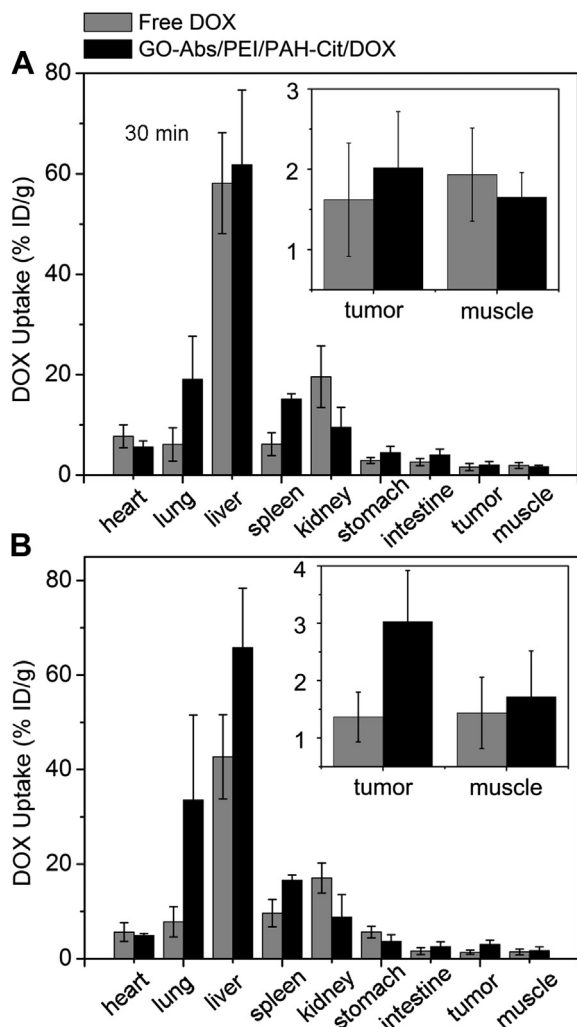 Free DOX
GO-Abs/PEI/PAH-Cit/DOX
A
80
60
40
20
0
DOX Uptake (% ID/g)
30 min
3
2
1
tumor muscle
heart lung liver spleen kidney stomach intestine tumor muscle
B
80
60
40
20
0
DOX Uptake (% ID/g)
4
3
2
1
tumor muscle
heart lung liver spleen kidney stomach intestine tumor muscle